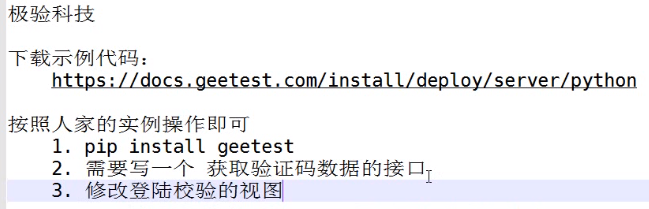 极验科技
下载示例代码：
https://docs.geetest.com/install/deploy/server/python
按照人家的实例操作即可
1. pip install geetest
2. 需要写一个 获取验证码数据的接口
3. 修改登陆校验的视图